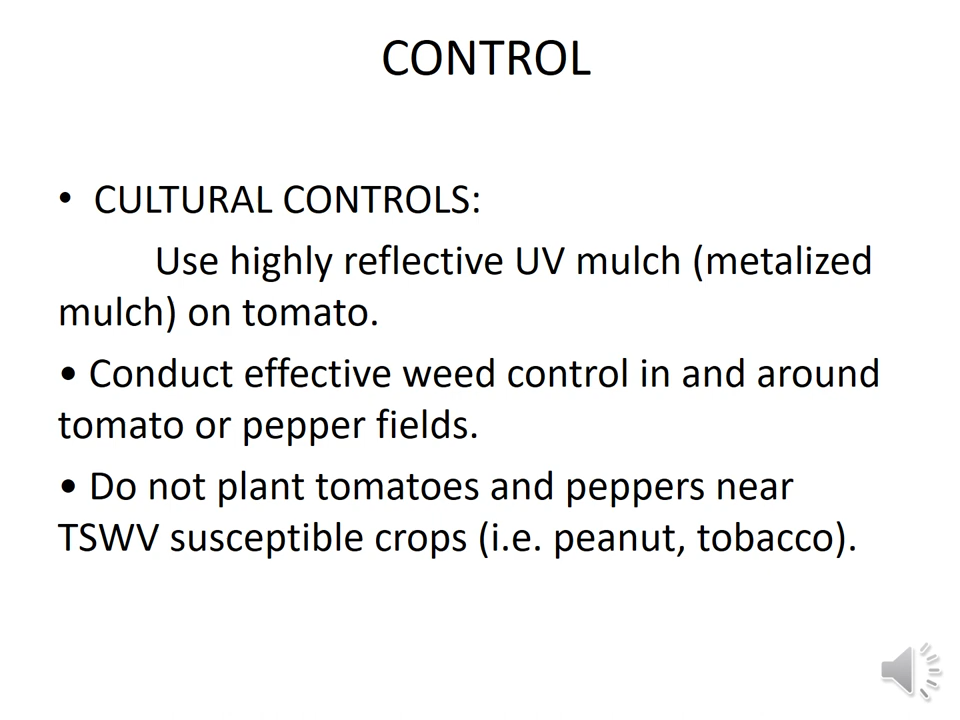 CONTROL
• CULTURAL CONTROLS:
Use highly reflective UV mulch (metalized
mulch) on tomato.
• Conduct effective weed control in and around
tomato or pepper fields.
• Do not plant tomatoes and peppers near
TSWV susceptible crops (i.e. peanut, tobacco).